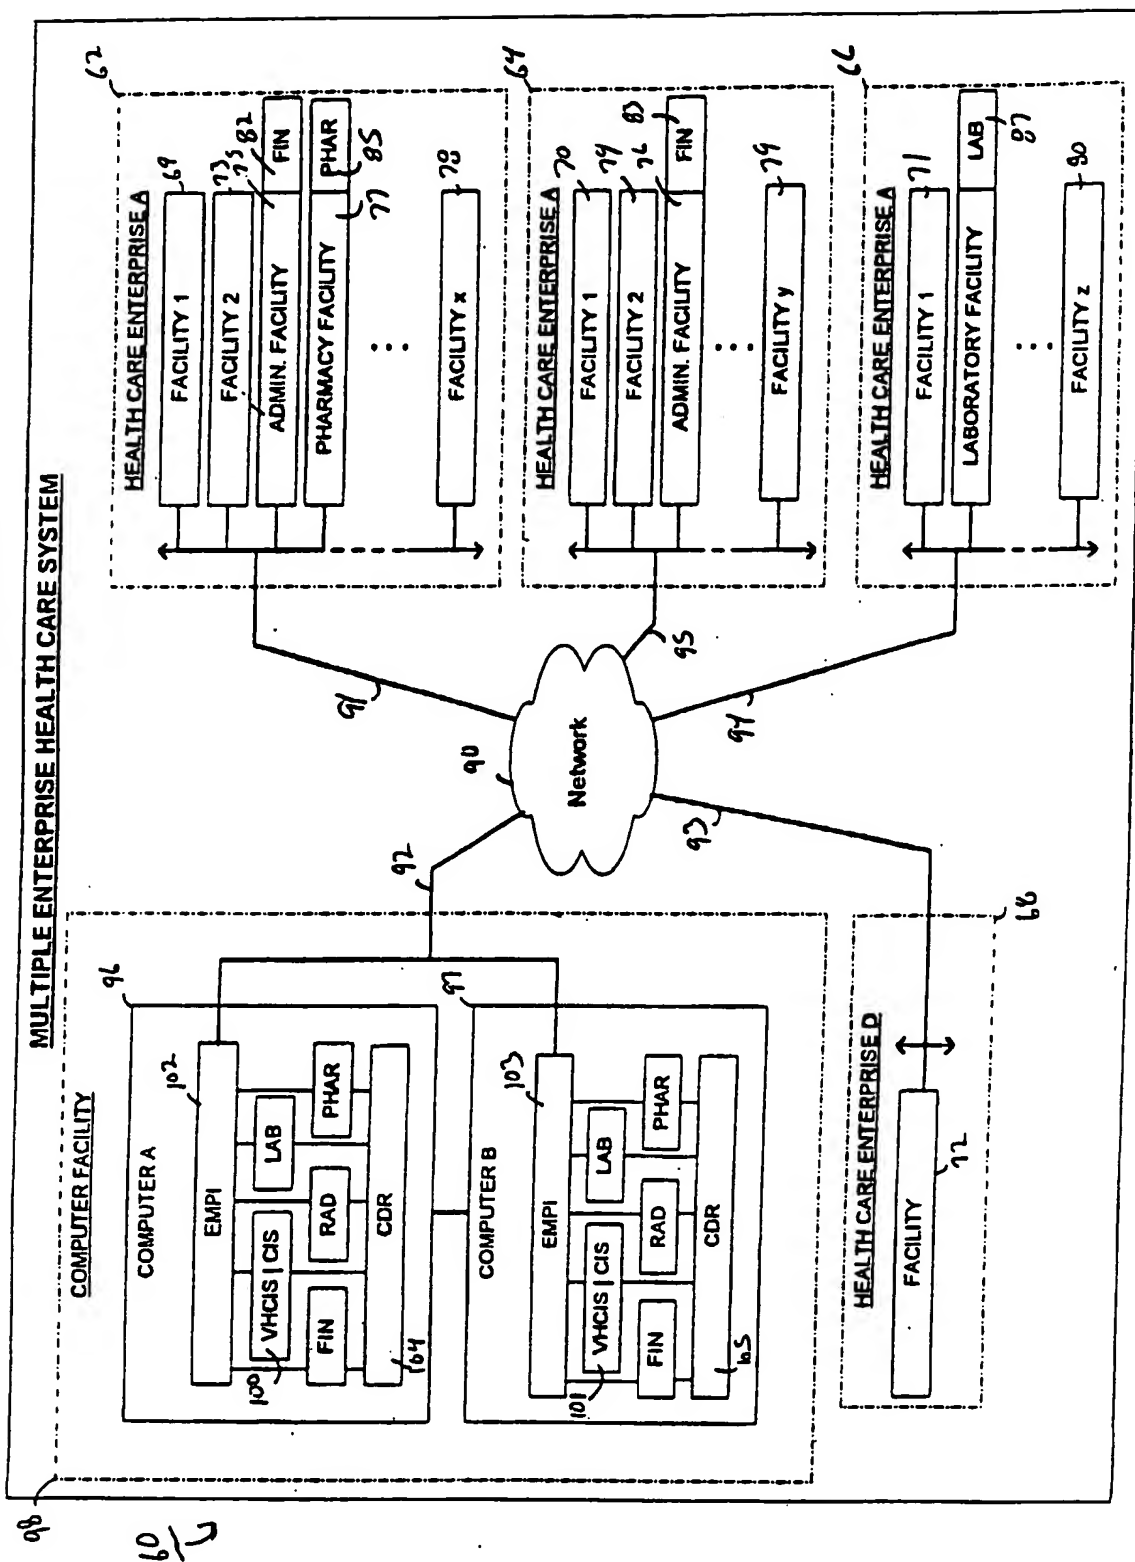 MULTIPLE ENTERPRISE HEALTH CARE SYSTEM
60
98
COMPUTER FACILITY
COMPUTER A
96
EMPI
102
VHCIS | CIS
100
LAB
FIN
RAD
PHAR
CDR
104
COMPUTER B
97
EMPI
103
VHCIS | CIS
101
LAB
FIN
RAD
PHAR
CDR
105
HEALTH CARE ENTERPRISE D
68
FACILITY
72
Network
90
91
92
93
94
95
HEALTH CARE ENTERPRISE A
62
FACILITY 1
69
FACILITY 2
73
75
ADMIN. FACILITY
FIN
82
PHARMACY FACILITY
77
PHAR
85
...
FACILITY x
78
HEALTH CARE ENTERPRISE A
64
FACILITY 1
70
FACILITY 2
74
76
ADMIN. FACILITY
FIN
83
...
FACILITY y
79
HEALTH CARE ENTERPRISE A
66
FACILITY 1
71
LABORATORY FACILITY
LAB
87
...
FACILITY z
80